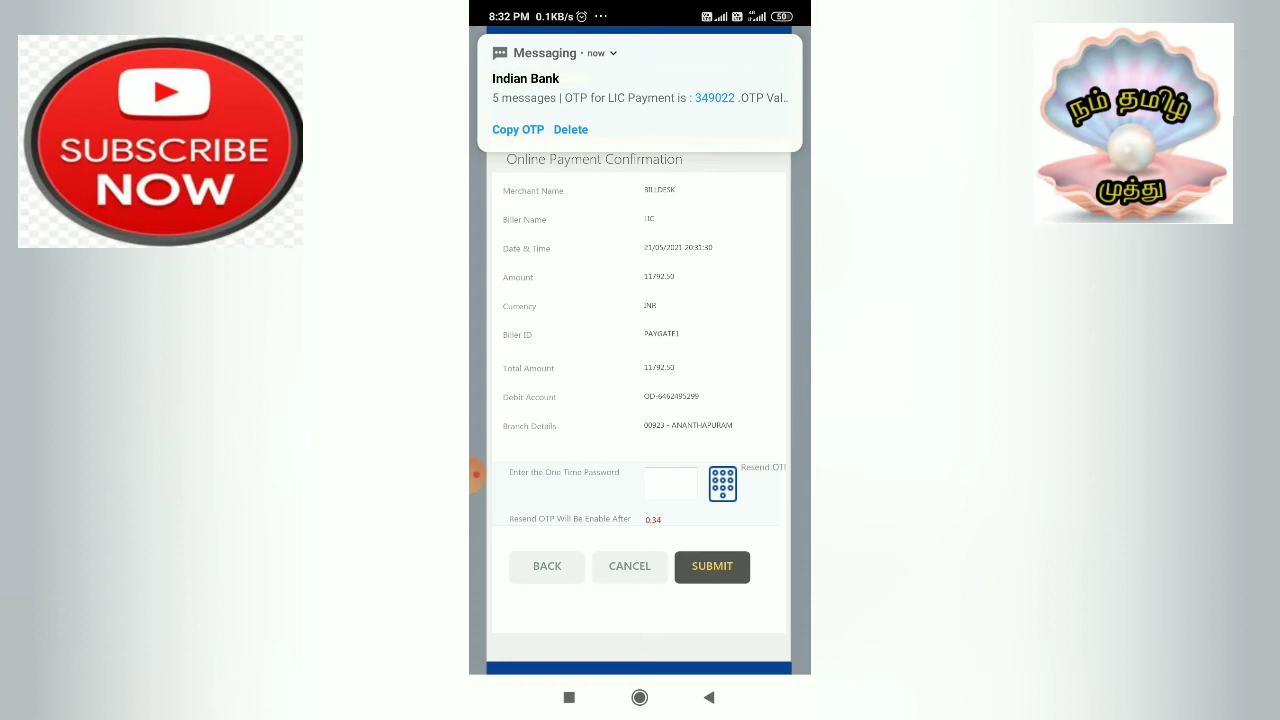 SUBSCRIBE
NOW
8:32 PM 0.1KB/s ... 50
Messaging · now
Indian Bank
5 messages | OTP for LIC Payment is : 349022 .OTP Val..
Copy OTP Delete
Online Payment Confirmation
Merchant Name BILLDESK
Biller Name LIC
Date & Time 21/05/2021 20:31:30
Amount 11792.50
Currency INR
Biller ID PAYGATE1
Total Amount 11792.50
Debit Account OD-6462495299
Branch Details 00923 - ANANTHAPURAM
Enter the One Time Password Resend OTP
Resend OTP Will Be Enable After 0:34
BACK CANCEL SUBMIT
நம் தமிழ்
முத்து